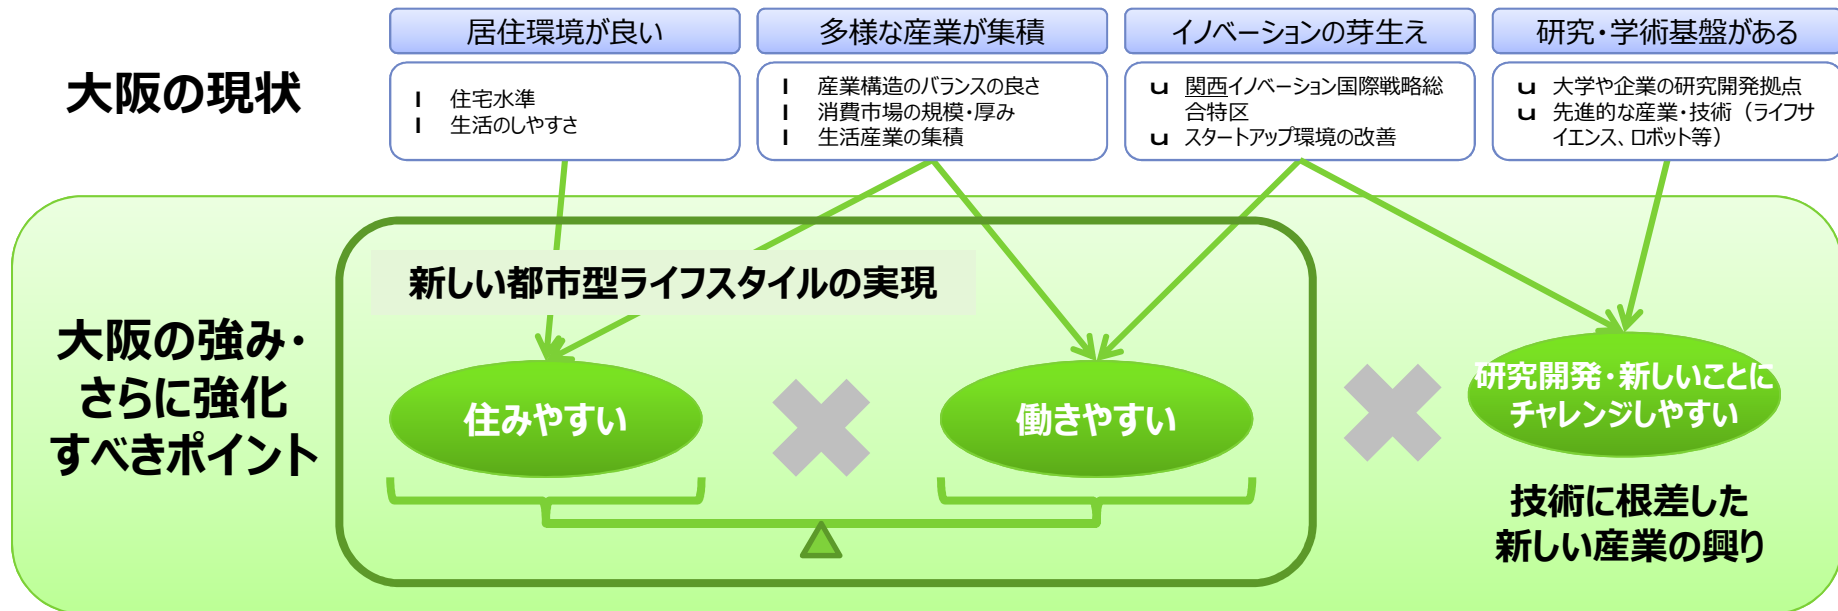 居住環境が良い
多様な産業が集積
イノベーションの芽生え
研究・学術基盤がある
大阪の現状
l 住宅水準
l 生活のしやすさ
l 産業構造のバランスの良さ
l 消費市場の規模・厚み
l 生活産業の集積
u 関西イノベーション国際戦略総
合特区
u スタートアップ環境の改善
u 大学や企業の研究開発拠点
u 先進的な産業・技術（ライフサ
イエンス、ロボット等）
新しい都市型ライフスタイルの実現
大阪の強み・
さらに強化
すべきポイント
住みやすい
働きやすい
研究開発・新しいことに
チャレンジしやすい
技術に根差した
新しい産業の興り